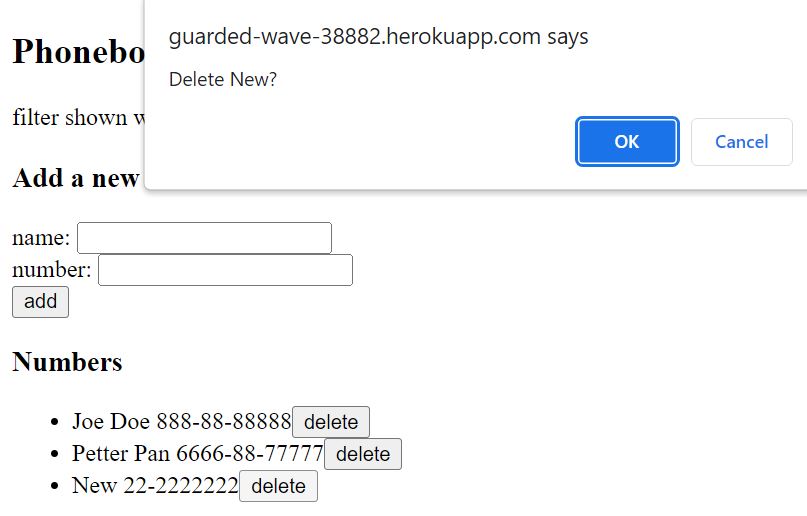 Phonebo
guarded-wave-38882.herokuapp.com says
Delete New?
OK
Cancel
filter shown w
Add a new
name:
number:
add
Numbers
Joe Doe 888-88-88888 delete
Petter Pan 6666-88-77777 delete
New 22-2222222 delete